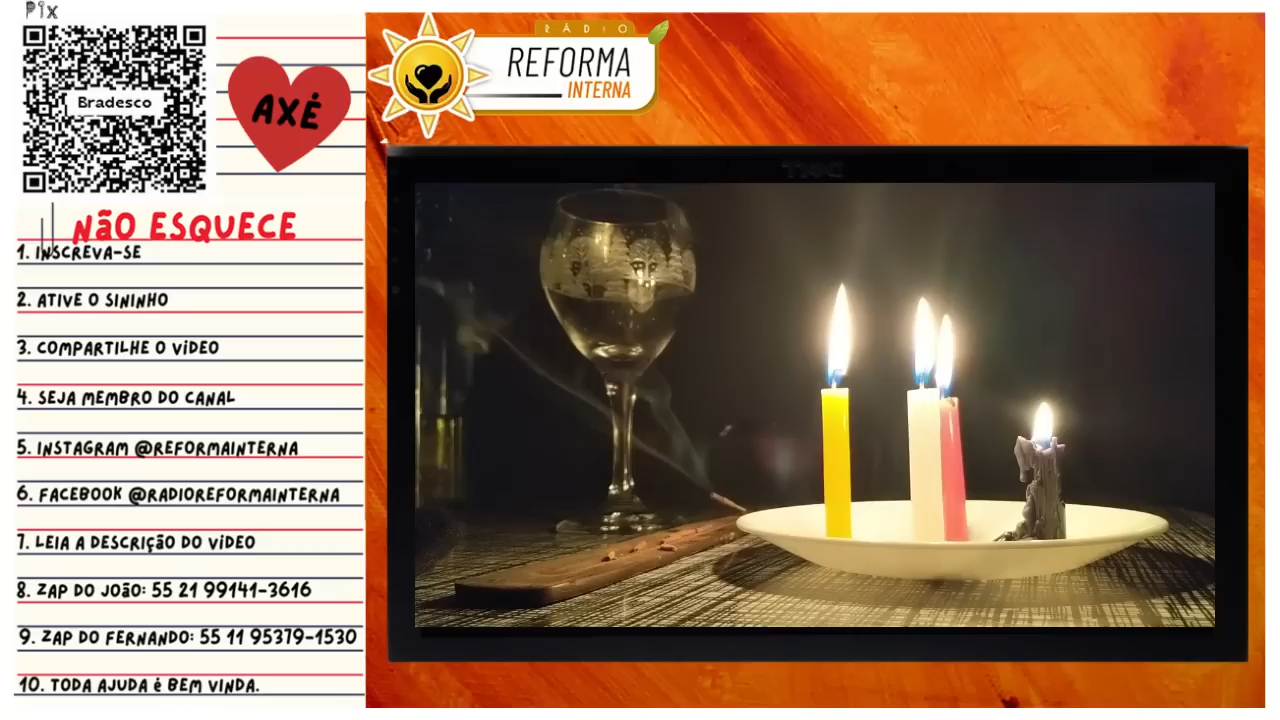 Pix
Bradesco
AXÉ
NÃO ESQUECE
1. INSCREVA-SE
2. ATIVE O SININHO
3. COMPARTILHE O VÍDEO
4. SEJA MEMBRO DO CANAL
5. INSTAGRAM @REFORMAINTERNA
6. FACEBOOK @RADIOREFORMAINTERNA
7. LEIA A DESCRIÇÃO DO VÍDEO
8. ZAP DO JOÃO: 55 21 99141-3616
9. ZAP DO FERNANDO: 55 11 95379-1530
10. TODA AJUDA É BEM VINDA.
RÁDIO
REFORMA
INTERNA